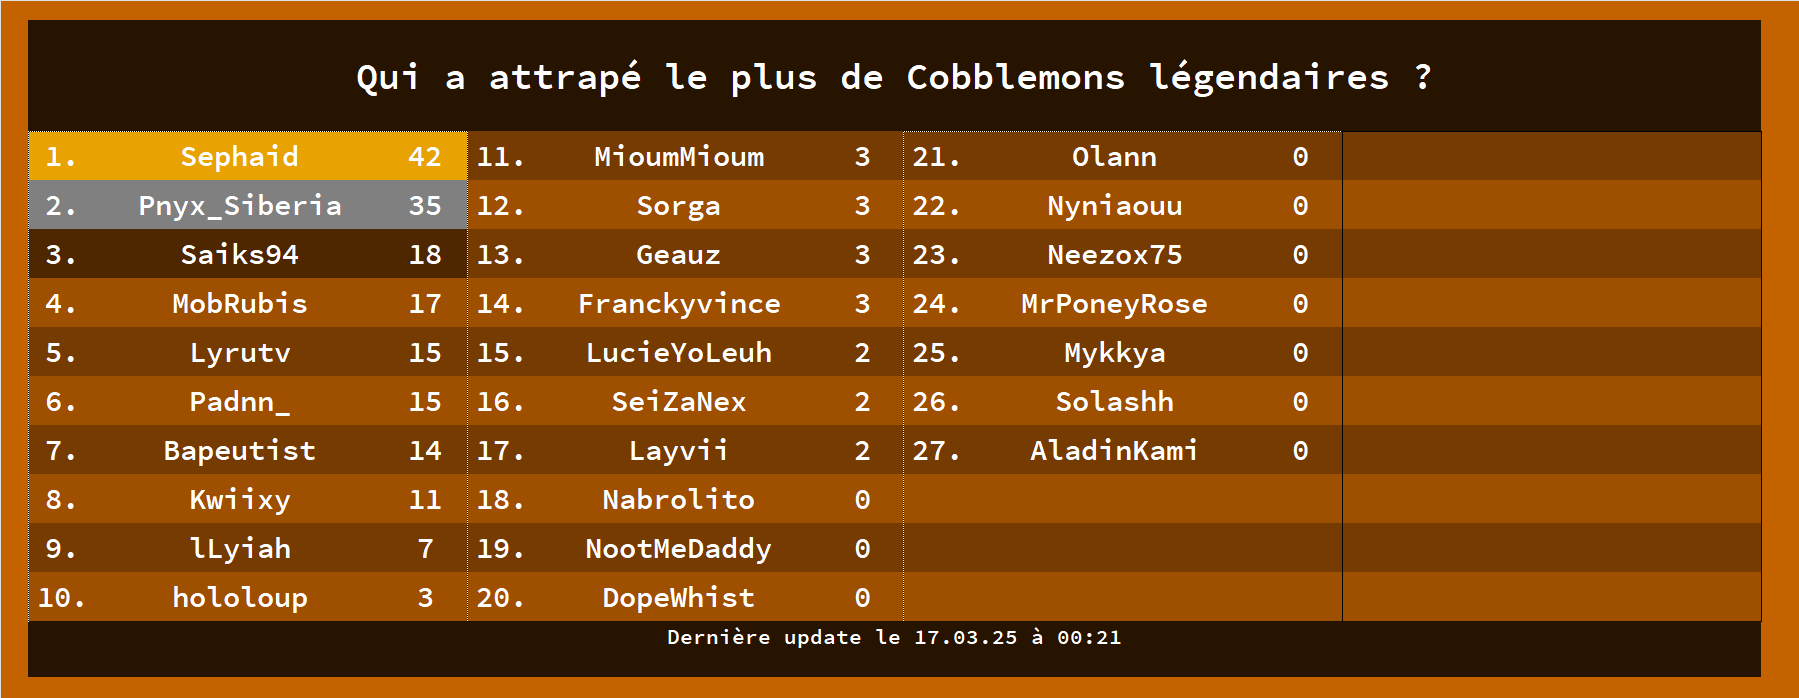 Qui a attrapé le plus de Cobblemons légendaires ?
1. Sephaid 42
2. Pnyx_Siberia 35
3. Saiks94 18
4. MobRubis 17
5. Lyrutv 15
6. Padnn_ 15
7. Bapeutist 14
8. Kwiixy 11
9. lLyiah 7
10. hololoup 3
11. MioumMioum 3
12. Sorga 3
13. Geauz 3
14. Franckyvince 3
15. LucieYoLeuh 2
16. SeiZaNex 2
17. Layvii 2
18. Nabrolito 0
19. NootMeDaddy 0
20. DopeWhist 0
21. Olann 0
22. Nyniaouu 0
23. Neezox75 0
24. MrPoneyRose 0
25. Mykkya 0
26. Solashh 0
27. AladinKami 0
Dernière update le 17.03.25 à 00:21